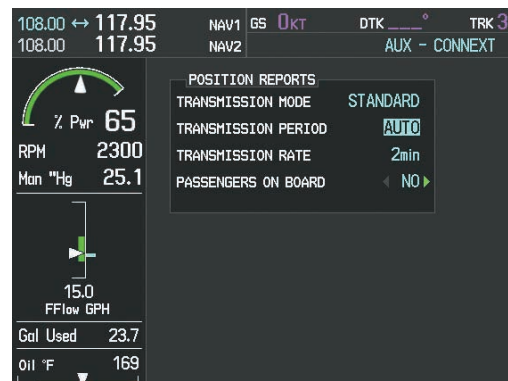 108.00 ↔ 117.95 NAV1 GS 0KT DTK ___° TRK 3
108.00 117.95 NAV2 AUX - CONNEXT
POSITION REPORTS
TRANSMISSION MODE STANDARD
TRANSMISSION PERIOD AUTO
TRANSMISSION RATE 2min
PASSENGERS ON BOARD NO
% Pwr 65
RPM 2300
Man "Hg 25.1
15.0
FFlow GPH
Gal Used 23.7
Oil °F 169